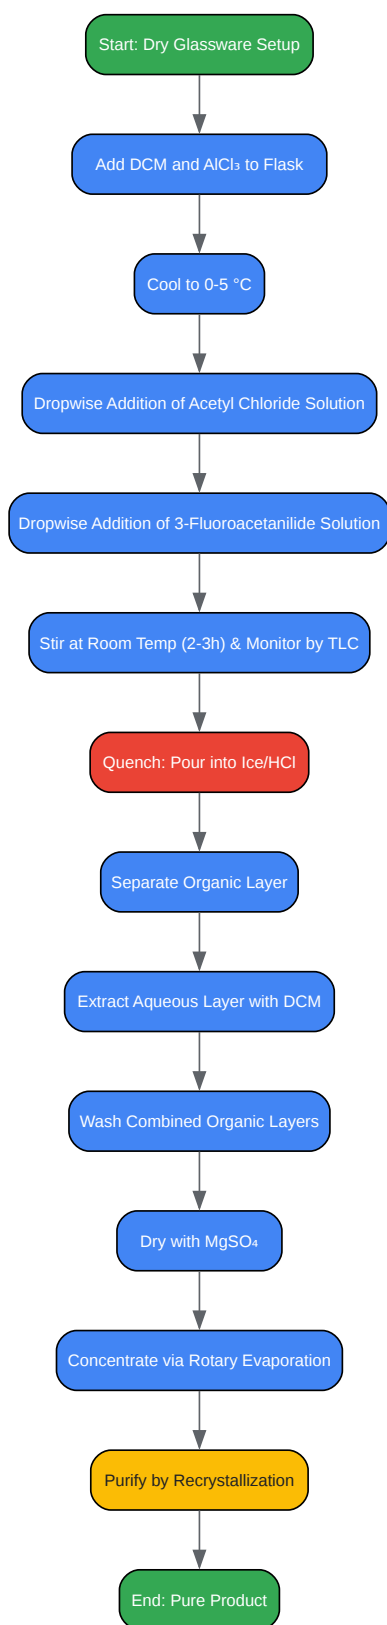 Start: Dry Glassware Setup
Add DCM and AlCl₃ to Flask
Cool to 0-5 °C
Dropwise Addition of Acetyl Chloride Solution
Dropwise Addition of 3-Fluoroacetanilide Solution
Stir at Room Temp (2-3h) & Monitor by TLC
Quench: Pour into Ice/HCl
Separate Organic Layer
Extract Aqueous Layer with DCM
Wash Combined Organic Layers
Dry with MgSO₄
Concentrate via Rotary Evaporation
Purify by Recrystallization
End: Pure Product